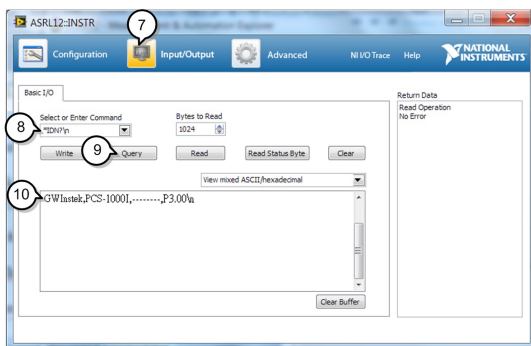 ASRL12::INSTR
7
Configuration
Input/Output
Advanced
NI I/O Trace
Help
NATIONAL
INSTRUMENTS
Basic I/O
Return Data
Read Operation
No Error
Select or Enter Command
Bytes to Read
8
*IDN?\n
1024
Write
9
Query
Read
Read Status Byte
Clear
View mixed ASCII/hexadecimal
10
GWInstek,PCS-1000I,--------,P3.00\n
Clear Buffer